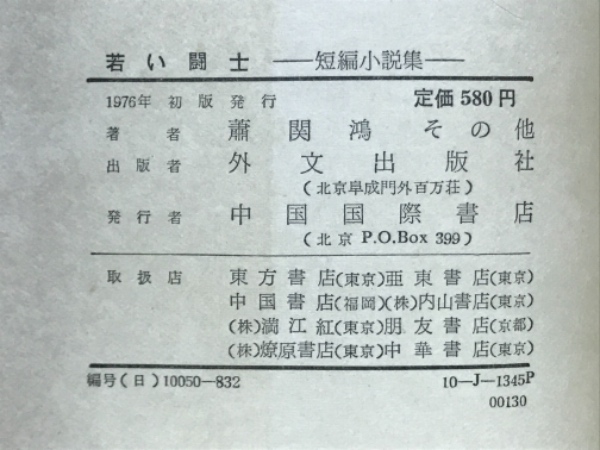 若い闘士 ——短編小説集——
1976年 初版発行 定価 580 円
著者 蕭関鴻 その他
出版者 外文出版社
(北京阜成門外百万荘)
発行者 中国国際書店
(北京 P.O.Box 399)
取扱店 東方書店(東京)亜東書店(東京)
中国書店(福岡)(株)内山書店(東京)
(株)満江紅(東京)朋友書店(京都)
(株)燎原書店(東京)中華書店(東京)
編号(日)10050—832 10—J—1345P
00130